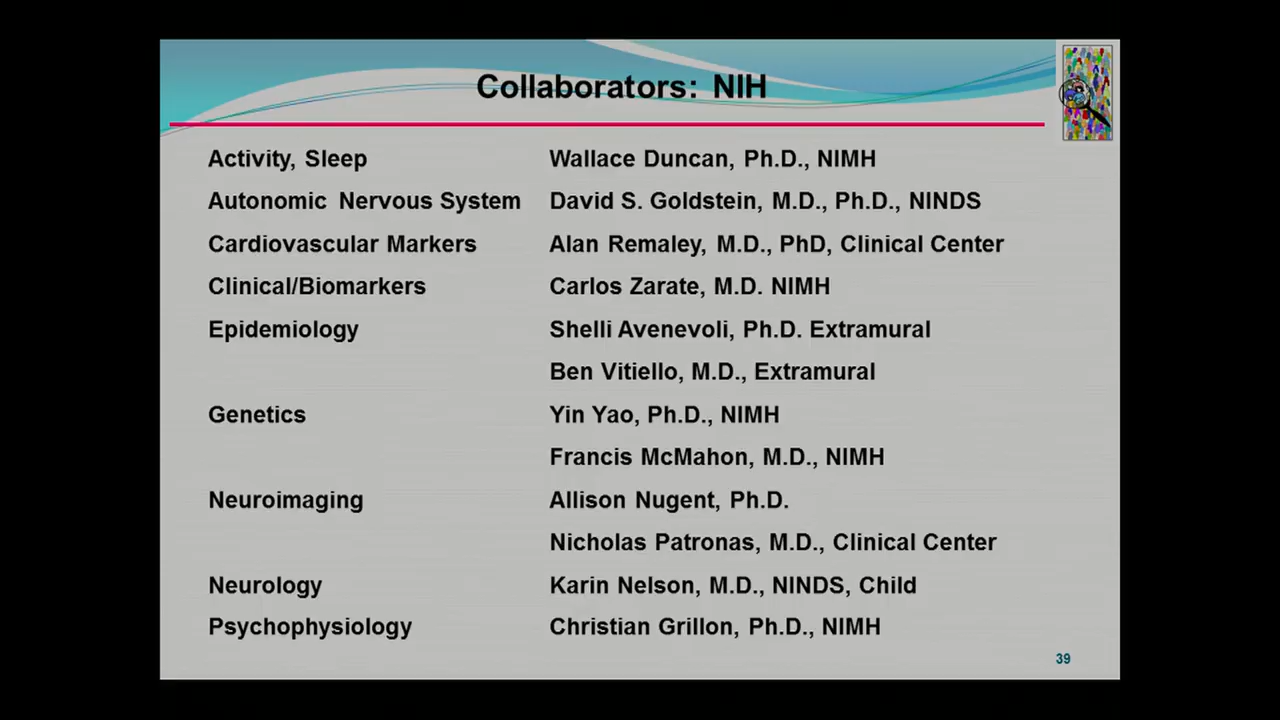 Collaborators: NIH
Activity, Sleep Wallace Duncan, Ph.D., NIMH
Autonomic Nervous System David S. Goldstein, M.D., Ph.D., NINDS
Cardiovascular Markers Alan Remaley, M.D., PhD, Clinical Center
Clinical/Biomarkers Carlos Zarate, M.D. NIMH
Epidemiology Shelli Avenevoli, Ph.D. Extramural
Ben Vitiello, M.D., Extramural
Genetics Yin Yao, Ph.D., NIMH
Francis McMahon, M.D., NIMH
Neuroimaging Allison Nugent, Ph.D.
Nicholas Patronas, M.D., Clinical Center
Neurology Karin Nelson, M.D., NINDS, Child
Psychophysiology Christian Grillon, Ph.D., NIMH
39